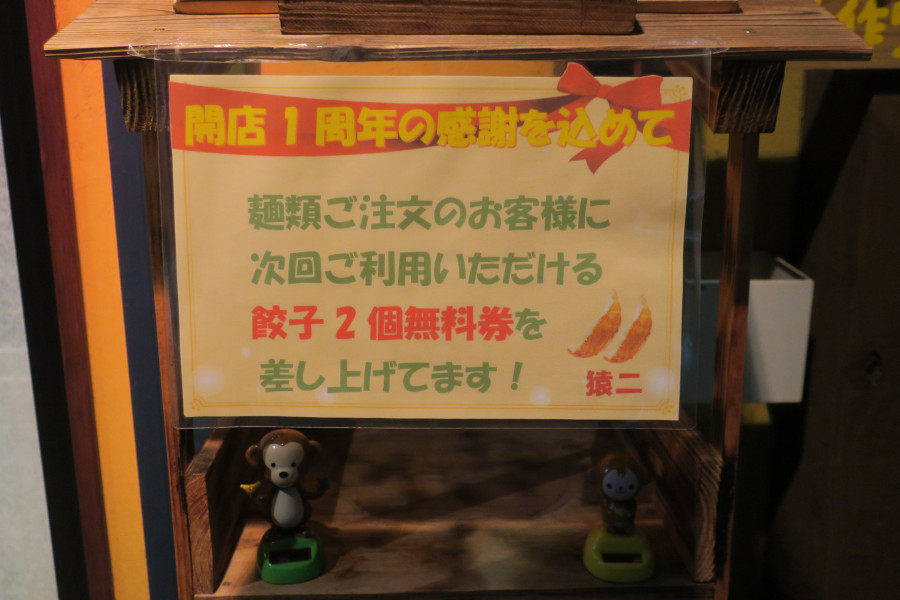 開店1周年の感謝を込めて
麺類ご注文のお客様に
次回ご利用いただける
餃子2個無料券を
差し上げてます！
猿二